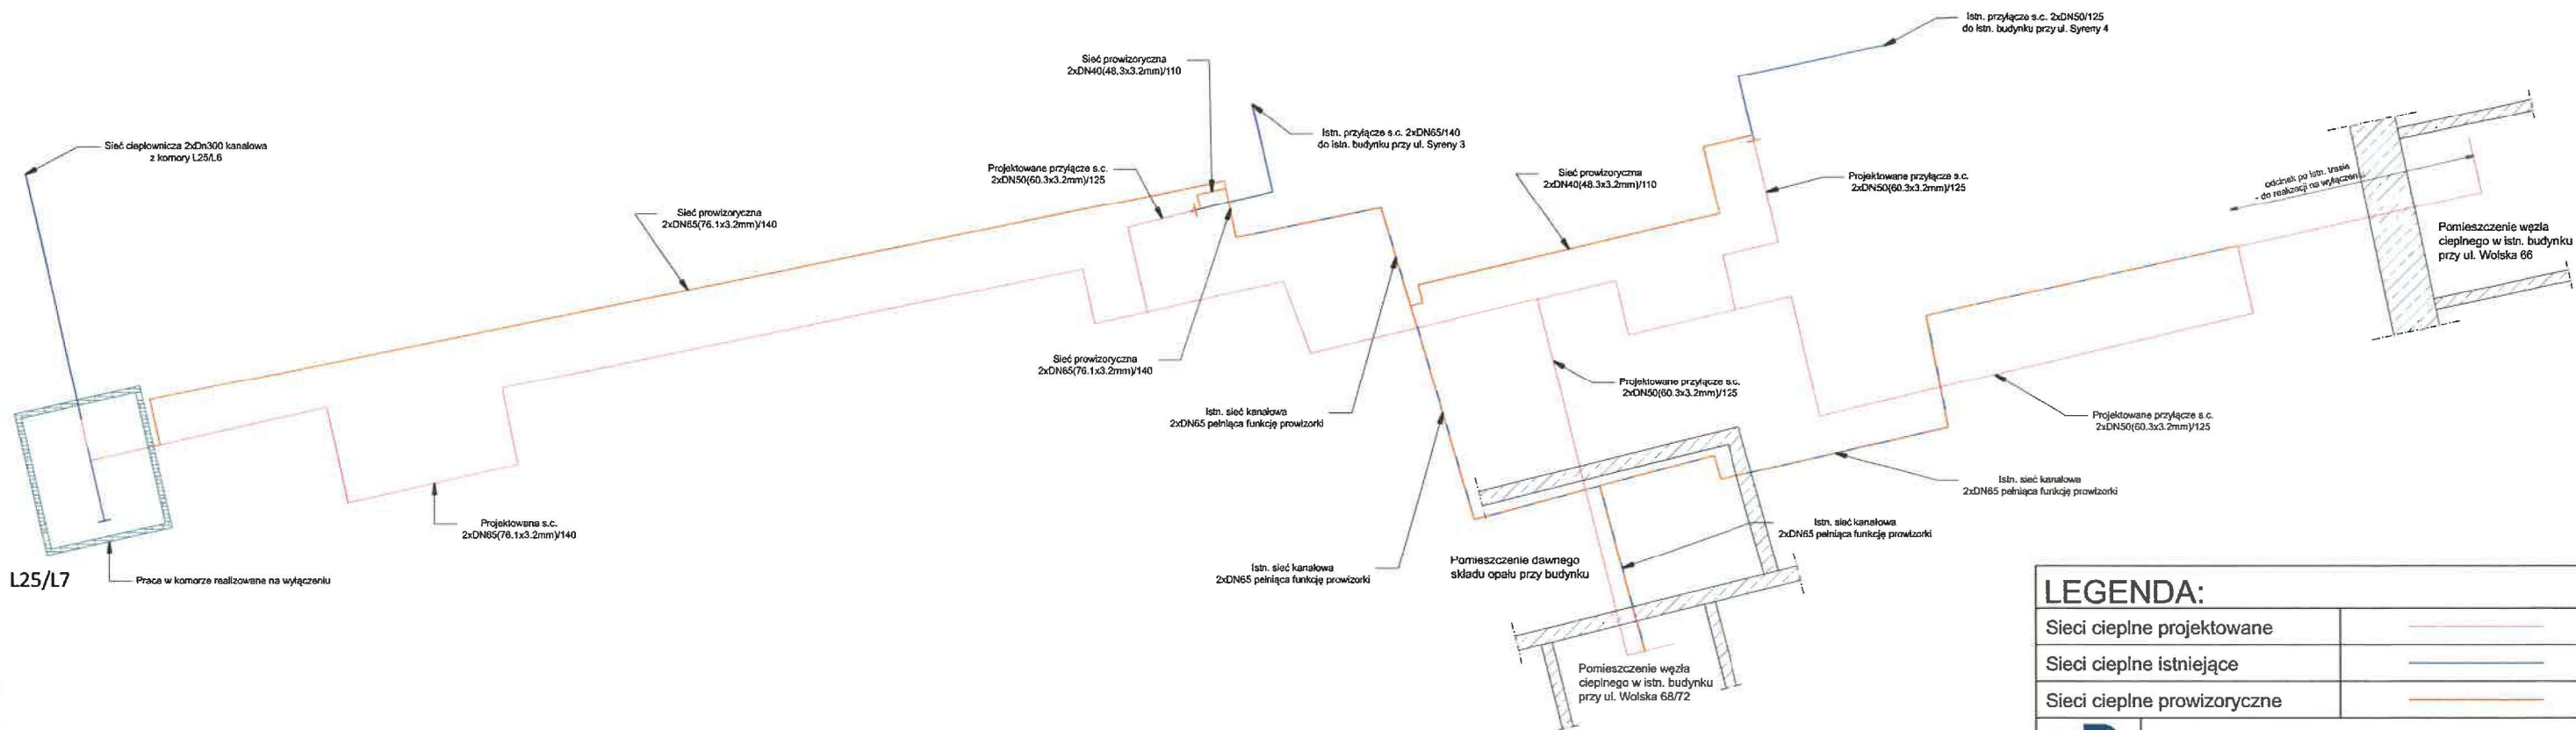 Istn. przyłącze s.c. 2xDN50/125
do istn. budynku przy ul. Syreny 4
Sieć prowizoryczna
2xDN40(48.3x3.2mm)/110
Istn. przyłącze s.c. 2xDN65/140
do istn. budynku przy ul. Syreny 3
Sieć ciepłownicza 2xDn300 kanałowa
z komory L25/L6
Projektowane przyłącze s.c.
2xDN50(60.3x3.2mm)/125
Sieć prowizoryczna
2xDN40(48.3x3.2mm)/110
Projektowane przyłącze s.c.
2xDN50(60.3x3.2mm)/125
odcinek po istn. trasie
- do realizacji na wyłączeniu
Sieć prowizoryczna
2xDN65(76.1x3.2mm)/140
Pomieszczenie węzła
cieplnego w istn. budynku
przy ul. Wolska 66
Sieć prowizoryczna
2xDN65(76.1x3.2mm)/140
Projektowane przyłącze s.c.
2xDN50(60.3x3.2mm)/125
Istn. sieć kanałowa
2xDN65 pełniąca funkcję prowizorki
Projektowane przyłącze s.c.
2xDN50(60.3x3.2mm)/125
Istn. sieć kanałowa
2xDN65 pełniąca funkcję prowizorki
Projektowana s.c.
2xDN65(76.1x3.2mm)/140
Istn. sieć kanałowa
2xDN65 pełniąca funkcję prowizorki
Pomieszczenie dawnego
składu opału przy budynku
Istn. sieć kanałowa
2xDN65 pełniąca funkcję prowizorki
L25/L7
Prace w komorze realizowane na wyłączeniu
Pomieszczenie węzła
cieplnego w istn. budynku
przy ul. Wolska 68/72
LEGENDA:
Sieci cieplne projektowane
Sieci cieplne istniejące
Sieci cieplne prowizoryczne